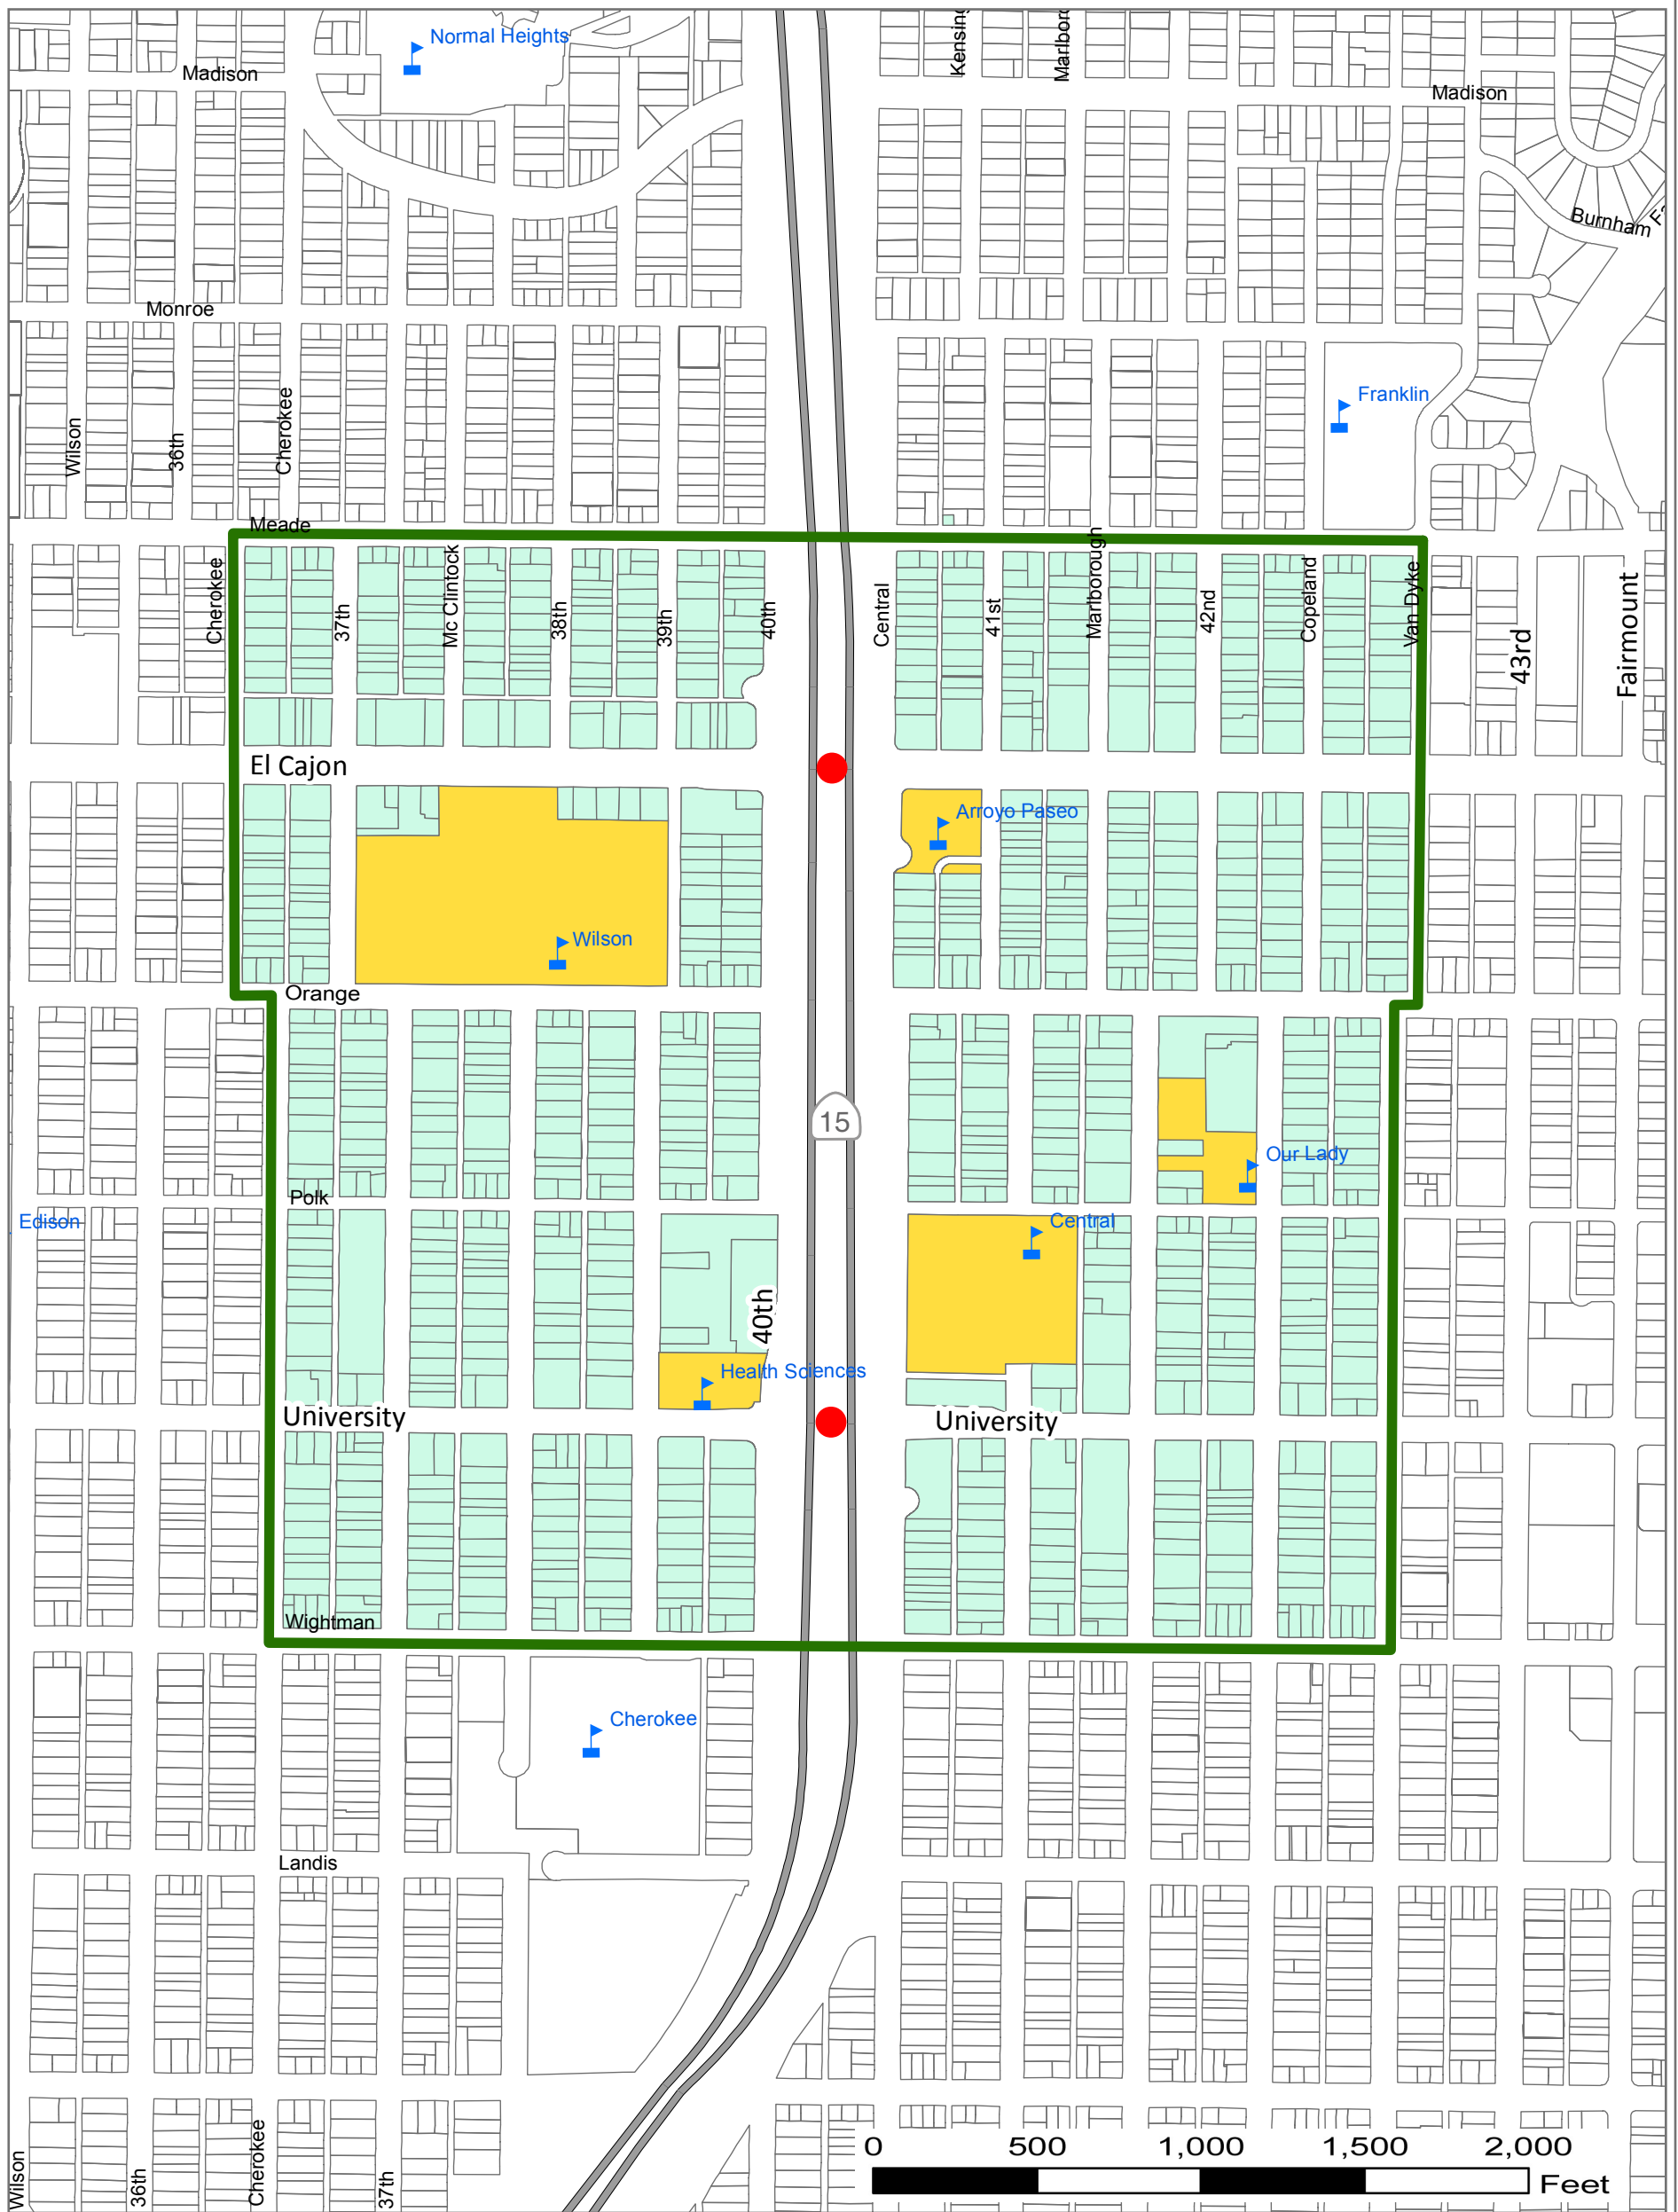 Normal Heights
Kensing
Marlbor
Madison
Madison
Burnham
Monroe
Franklin
Wilson
36th
Cherokee
Meade
Cherokee
37th
Mc Clintock
38th
39th
40th
Central
41st
Marlborough
42nd
Copeland
Van Dyke
43rd
Fairmount
El Cajon
Arroyo Paseo
Wilson
Orange
15
Our Lady
Polk
Edison
Central
40th
Health Sciences
University
University
Wightman
Cherokee
Landis
Wilson
36th
Cherokee
37th
0 500 1,000 1,500 2,000
Feet